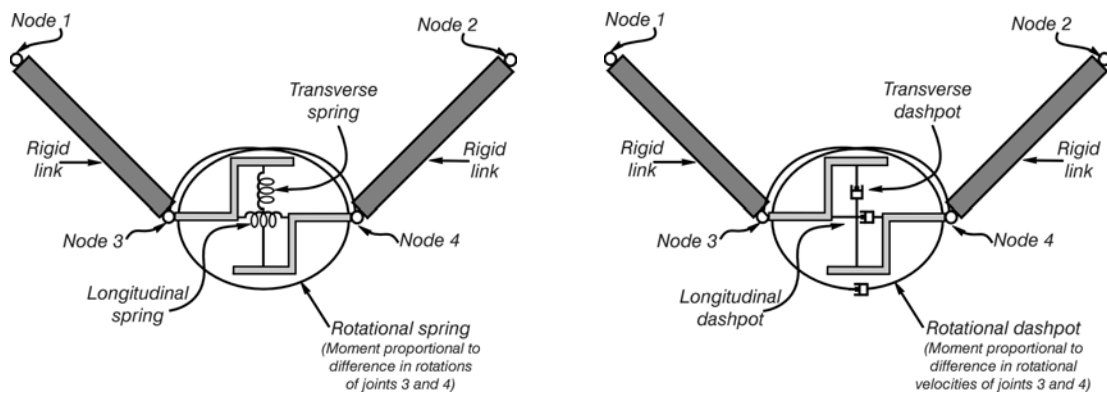 Node 1
Node 2
Transverse
spring
Rigid
link
Rigid
link
Node 3
Node 4
Longitudinal
spring
Rotational spring
(Moment proportional to
difference in rotations
of joints 3 and 4)
Node 1
Node 2
Transverse
dashpot
Rigid
link
Rigid
link
Node 3
Node 4
Longitudinal
dashpot
Rotational dashpot
(Moment proportional to
difference in rotational
velocities of joints 3 and 4)